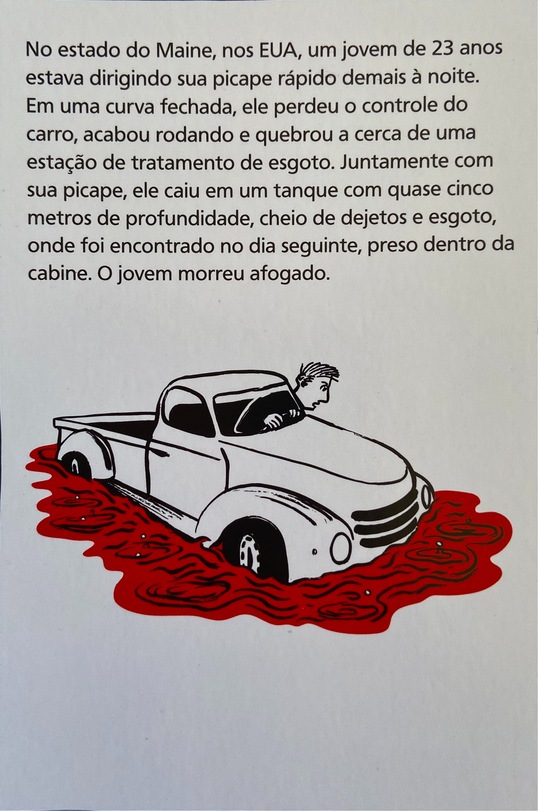 No estado do Maine, nos EUA, um jovem de 23 anos
estava dirigindo sua picape rápido demais à noite.
Em uma curva fechada, ele perdeu o controle do
carro, acabou rodando e quebrou a cerca de uma
estação de tratamento de esgoto. Juntamente com
sua picape, ele caiu em um tanque com quase cinco
metros de profundidade, cheio de dejetos e esgoto,
onde foi encontrado no dia seguinte, preso dentro da
cabine. O jovem morreu afogado.